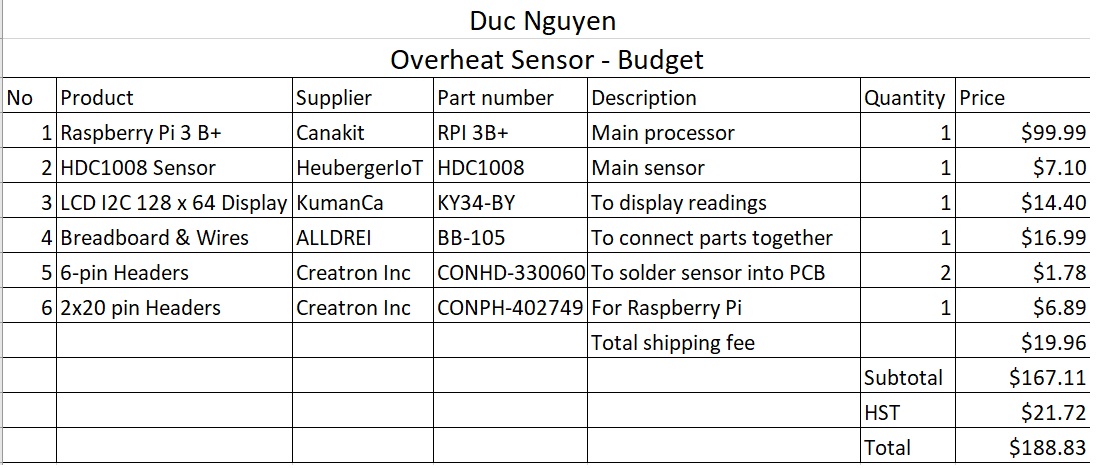 Duc Nguyen
Overheat Sensor - Budget
No Product Supplier Part number Description Quantity Price
1 Raspberry Pi 3 B+ Canakit RPI 3B+ Main processor 1 $99.99
2 HDC1008 Sensor HeubergerIoT HDC1008 Main sensor 1 $7.10
3 LCD I2C 128 x 64 Display KumanCa KY34-BY To display readings 1 $14.40
4 Breadboard & Wires ALLDREI BB-105 To connect parts together 1 $16.99
5 6-pin Headers Creatron Inc CONHD-330060 To solder sensor into PCB 2 $1.78
6 2x20 pin Headers Creatron Inc CONPH-402749 For Raspberry Pi 1 $6.89
Total shipping fee $19.96
Subtotal $167.11
HST $21.72
Total $188.83